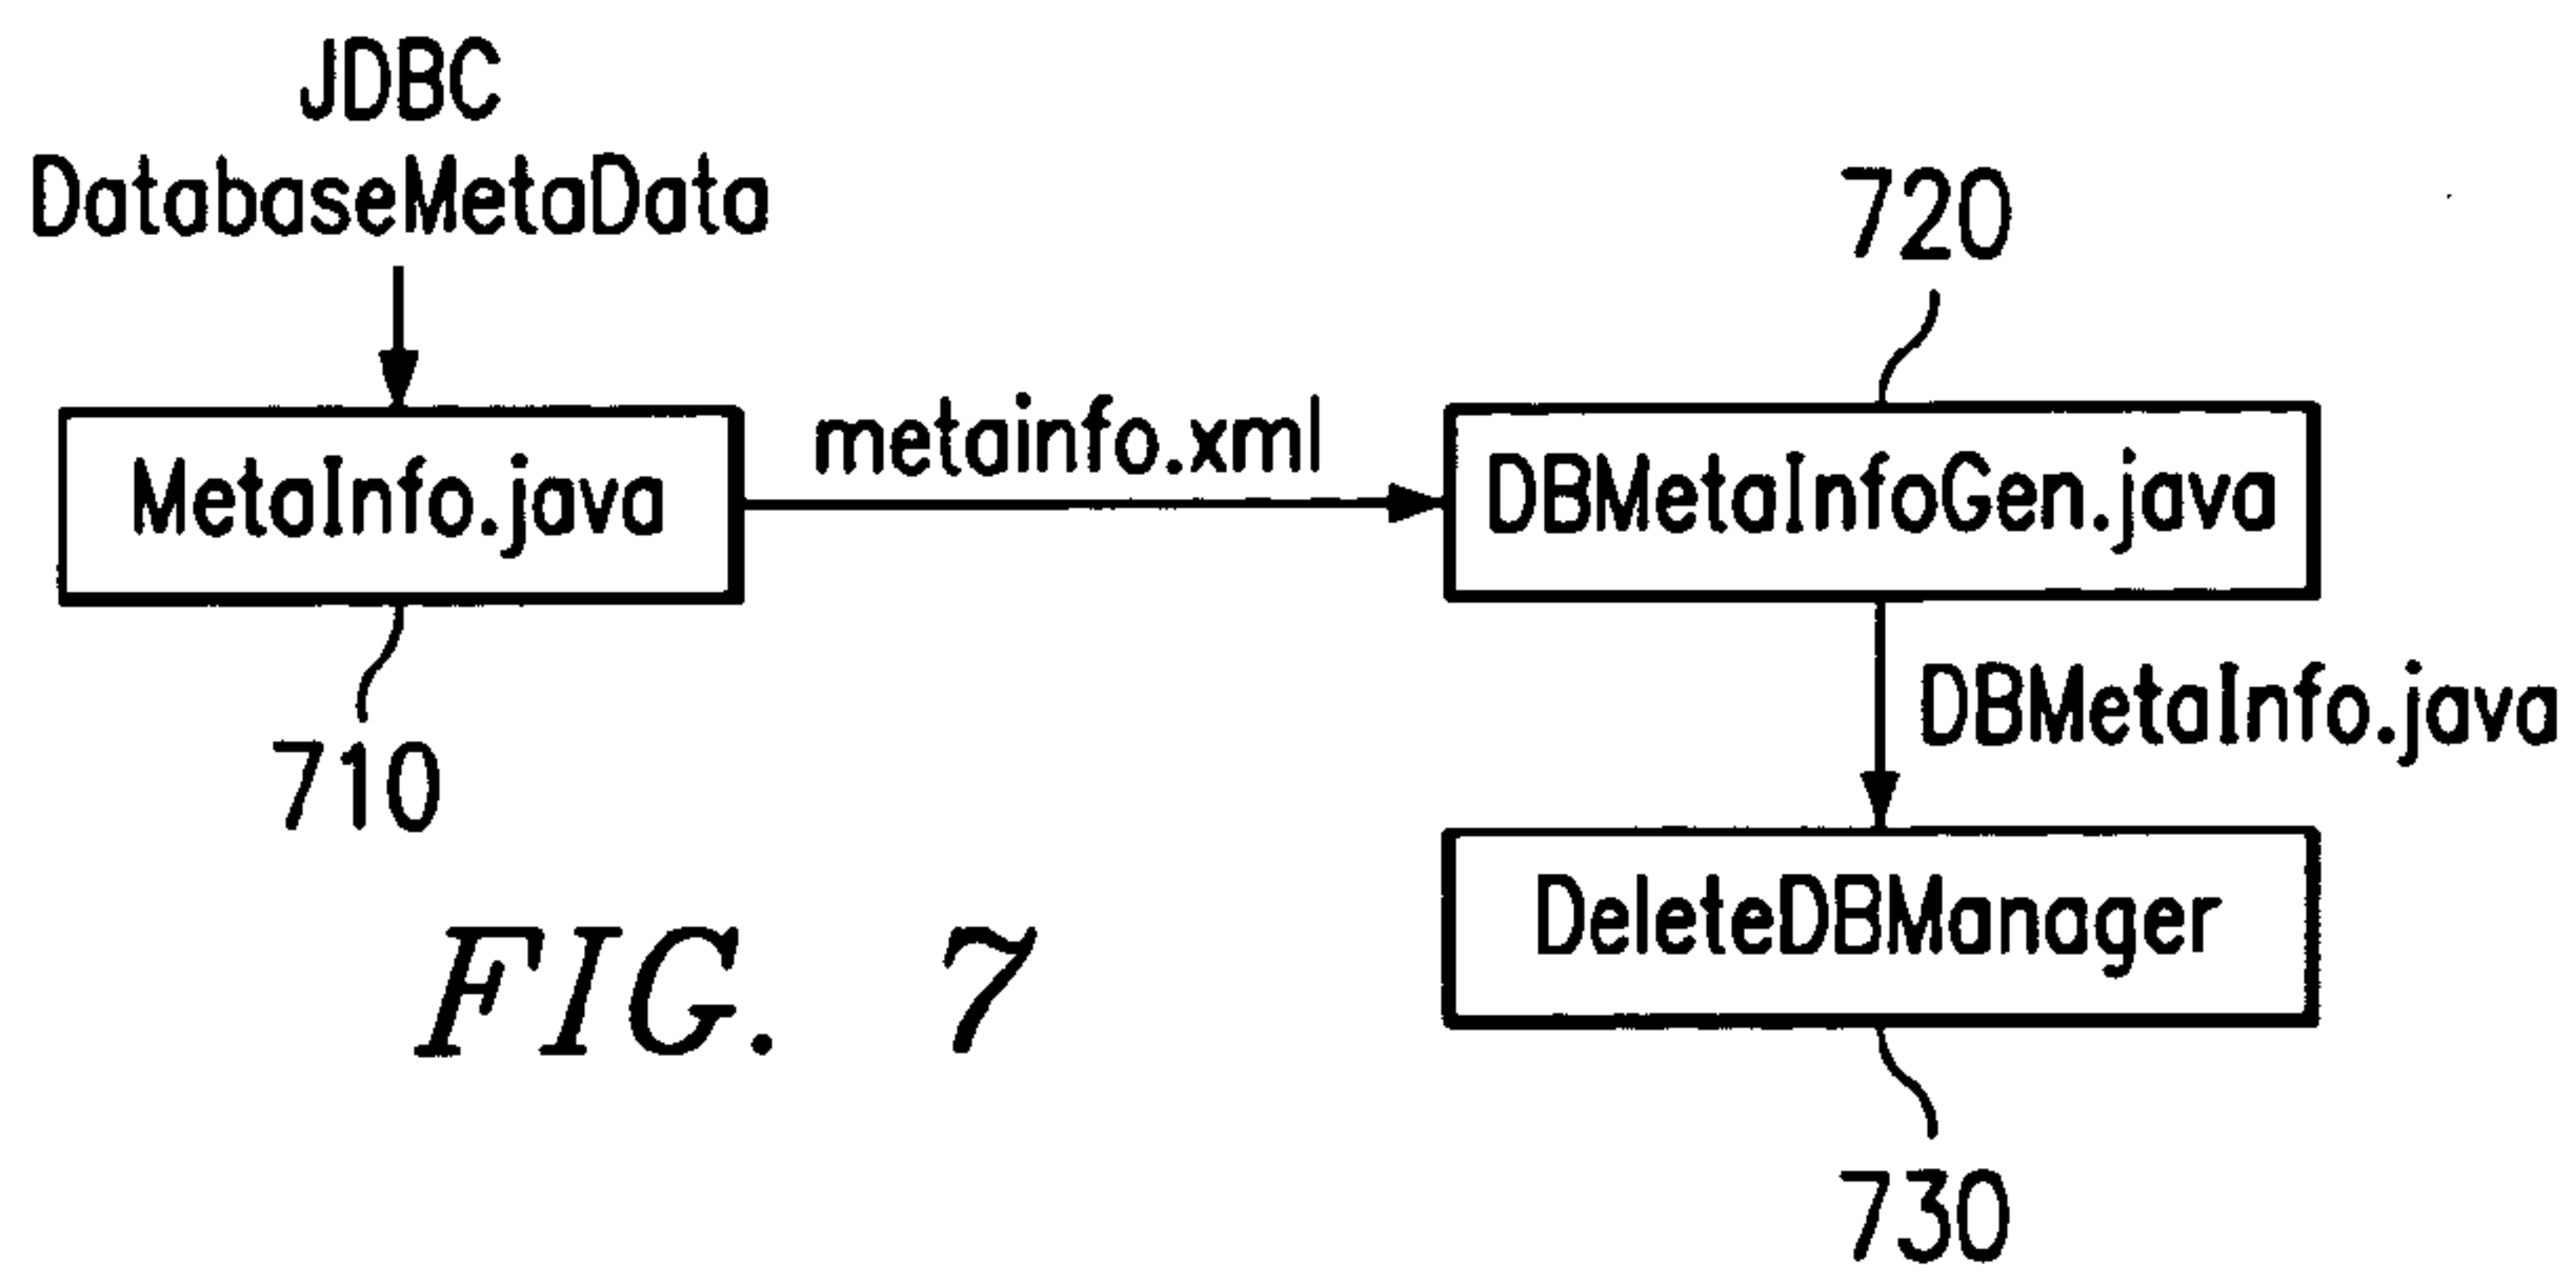 JDBC
DatabaseMetaData
720
metainfo.xml
MetaInfo.java
DBMetaInfoGen.java
DBMetaInfo.java
710
DeleteDBManager
FIG. 7
730